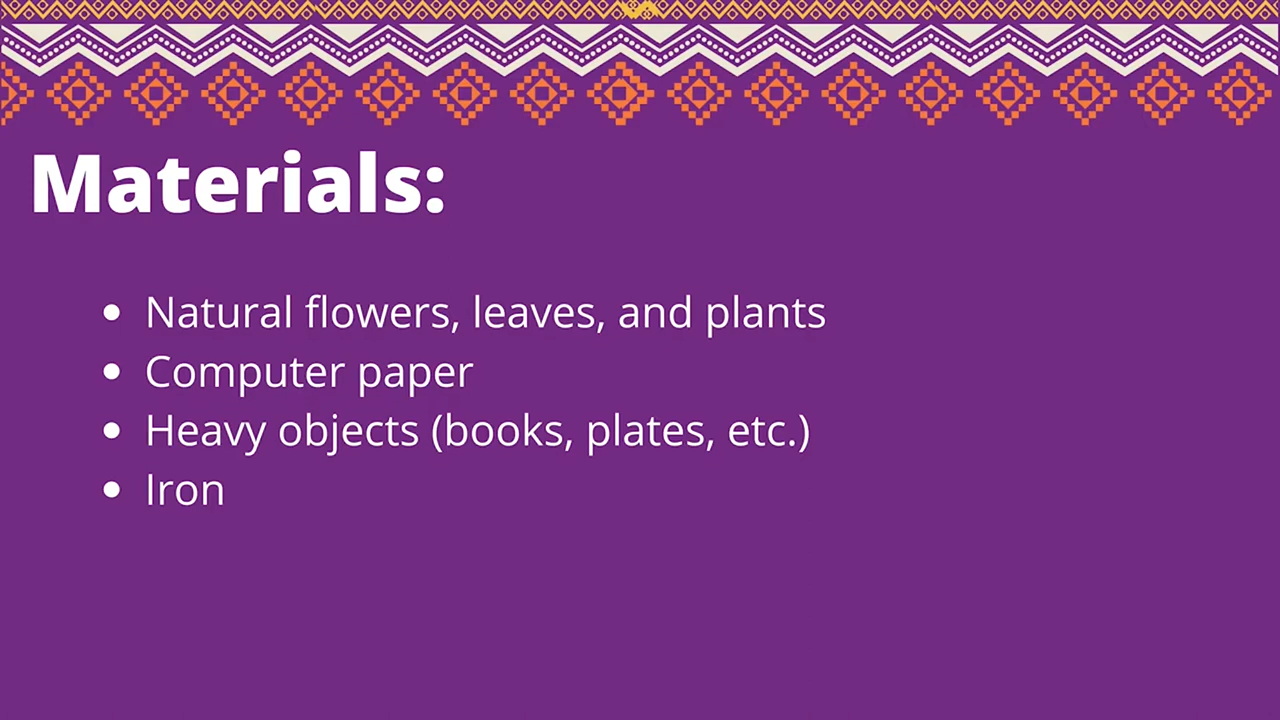 Materials:
• Natural flowers, leaves, and plants
• Computer paper
• Heavy objects (books, plates, etc.)
• Iron